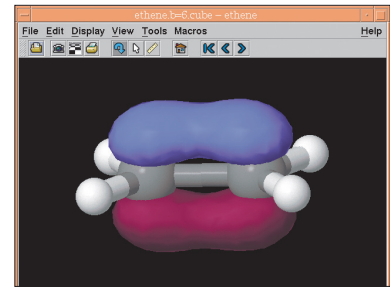 ethene.b=6.cube – ethene
File Edit Display View Tools Macros Help